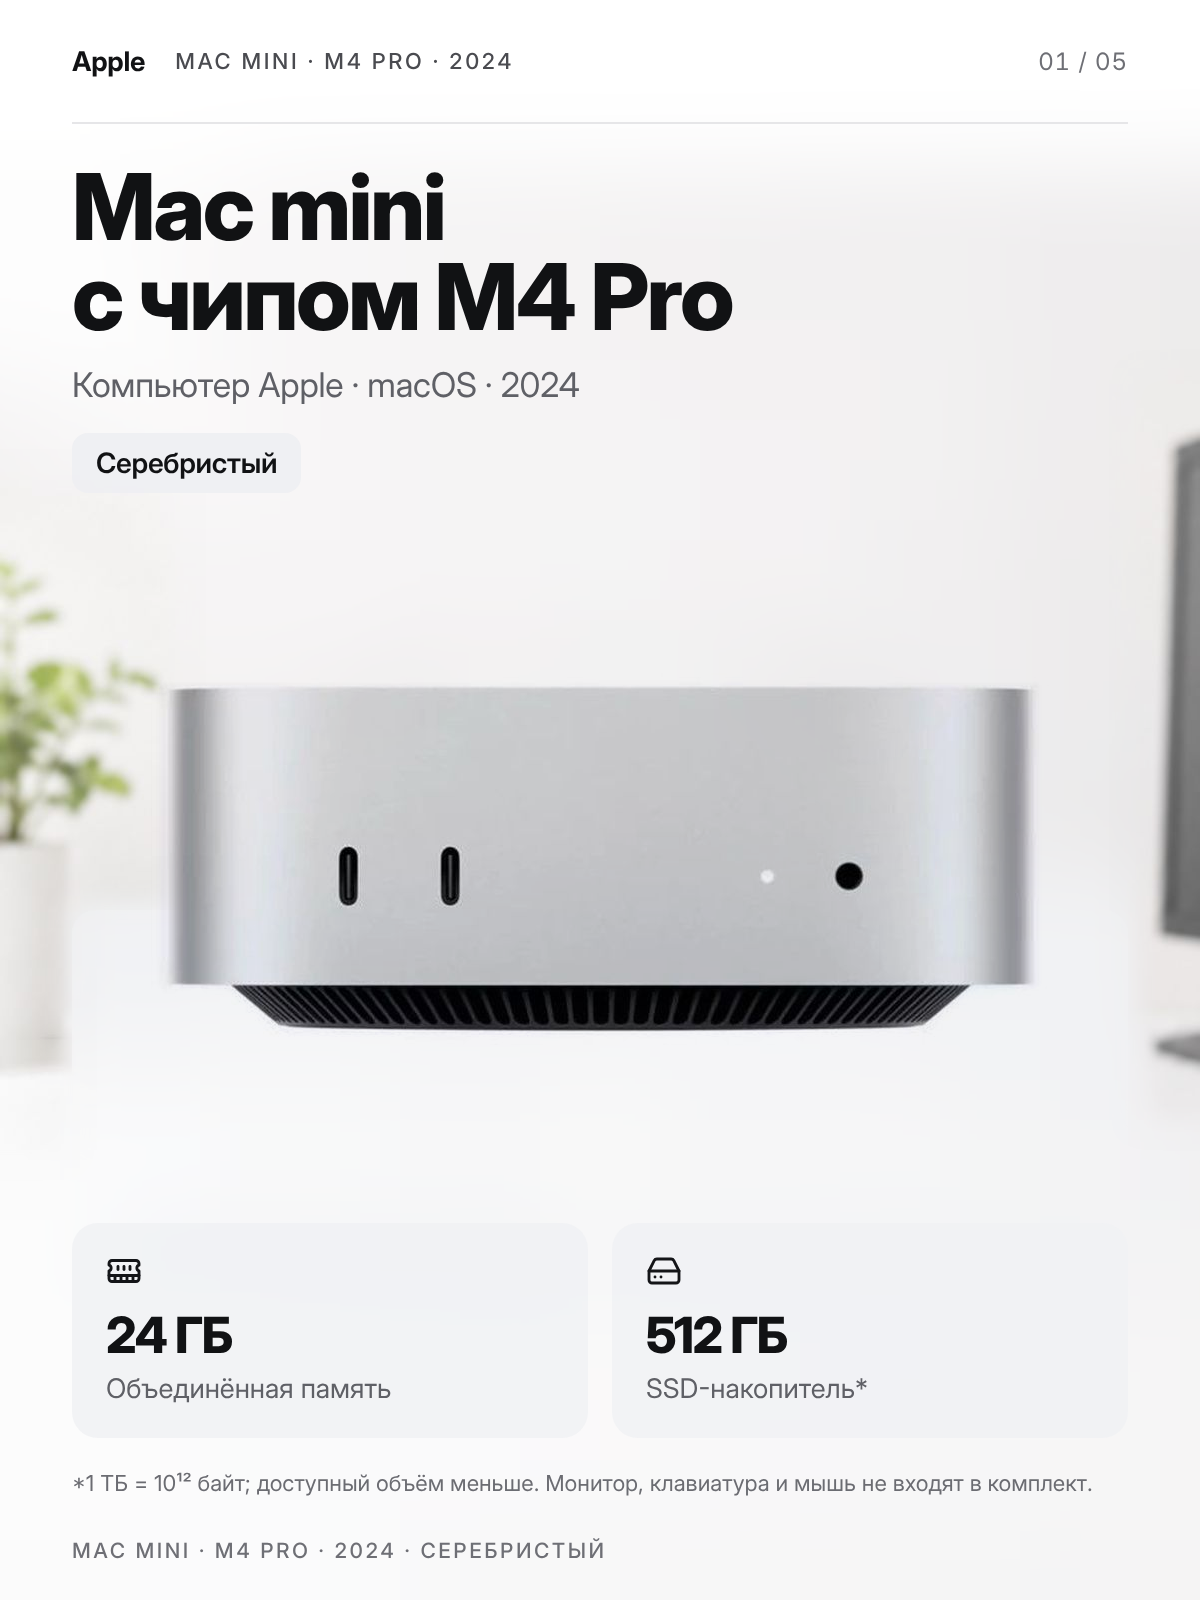 Apple MAC MINI · M4 PRO · 2024 01 / 05
Mac mini
с чипом M4 Pro
Компьютер Apple · macOS · 2024
Серебристый
24 ГБ
Объединённая память
512 ГБ
SSD-накопитель*
*1 ТБ = 10¹² байт; доступный объём меньше. Монитор, клавиатура и мышь не входят в комплект.
MAC MINI · M4 PRO · 2024 · СЕРЕБРИСТЫЙ